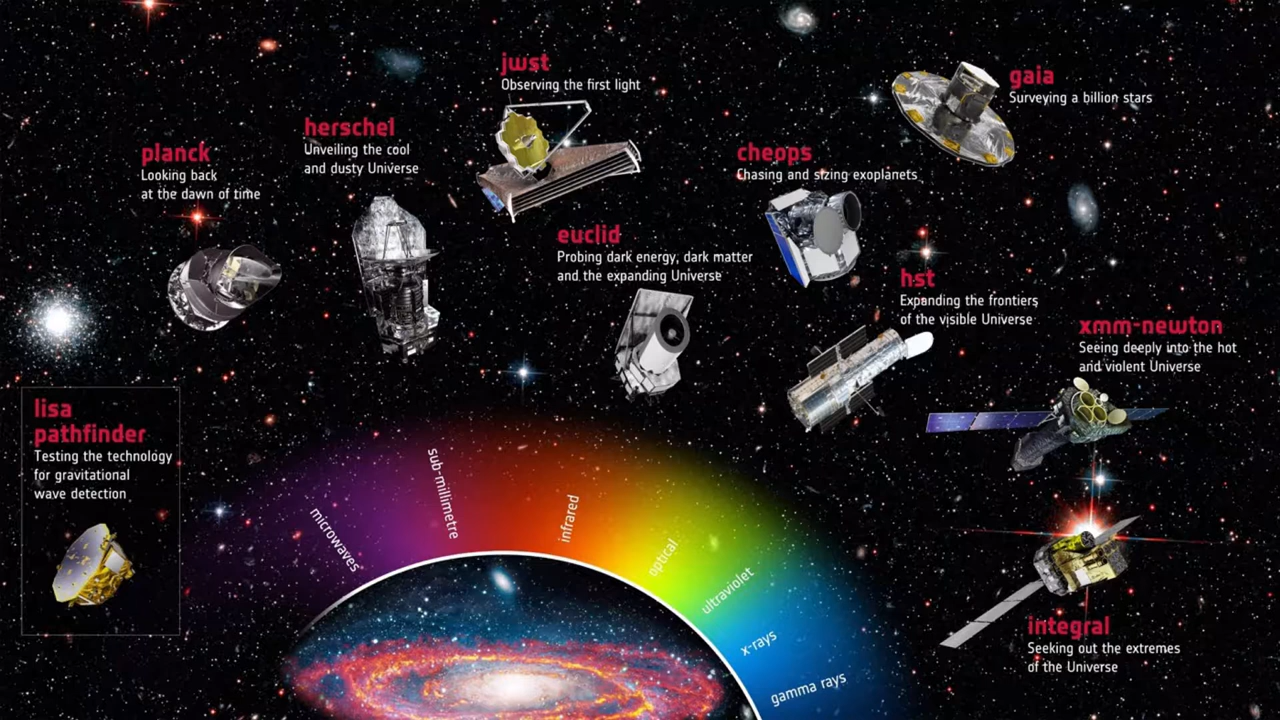 jwst
Observing the first light
gaia
Surveying a billion stars
herschel
Unveiling the cool
and dusty Universe
planck
Looking back
at the dawn of time
cheops
Chasing and sizing exoplanets
euclid
Probing dark energy, dark matter
and the expanding Universe
hst
Expanding the frontiers
of the visible Universe
xmm-newton
Seeing deeply into the hot
and violent Universe
lisa
pathfinder
Testing the technology
for gravitational
wave detection
microwaves
sub-millimetre
infrared
optical
ultraviolet
x-rays
gamma rays
integral
Seeking out the extremes
of the Universe